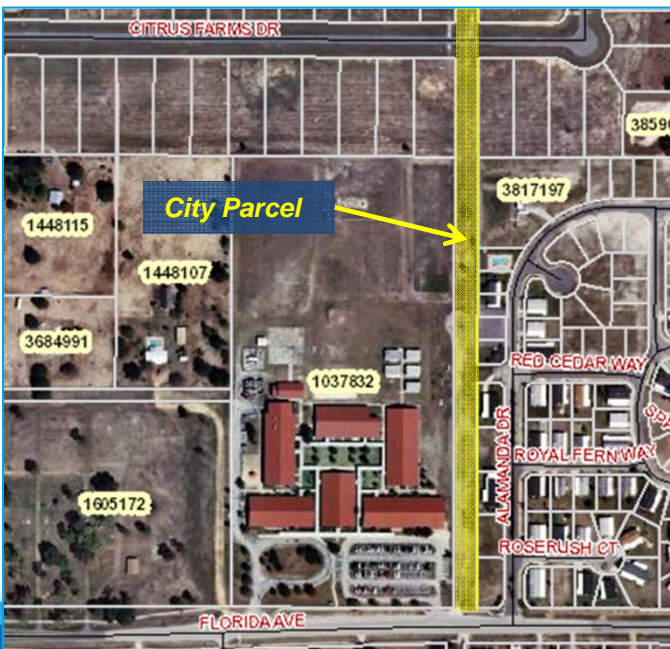 CITRUS FARMS DR
3817197
City Parcel
1448115
1448107
3684991
1037832
RED CEDAR WAY
ALAMANDA DR
ROYAL FERN WAY
1605172
ROSERUSH CT
FLORIDA AVE